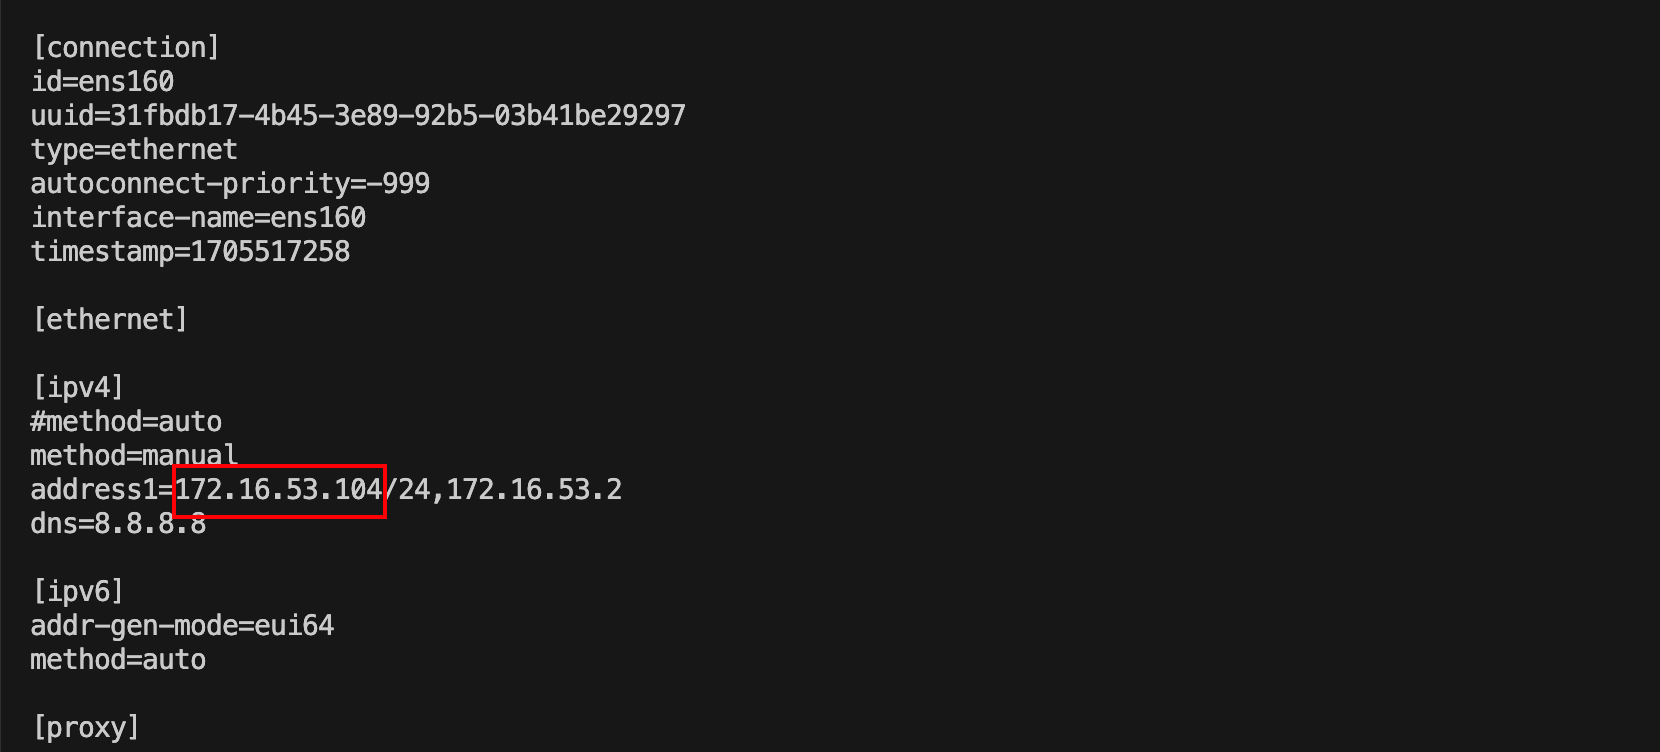 [connection]
id=ens160
uuid=31fbdb17-4b45-3e89-92b5-03b41be29297
type=ethernet
autoconnect-priority=-999
interface-name=ens160
timestamp=1705517258
[ethernet]
[ipv4]
#method=auto
method=manual
address1=172.16.53.104/24,172.16.53.2
dns=8.8.8.8
[ipv6]
addr-gen-mode=eui64
method=auto
[proxy]